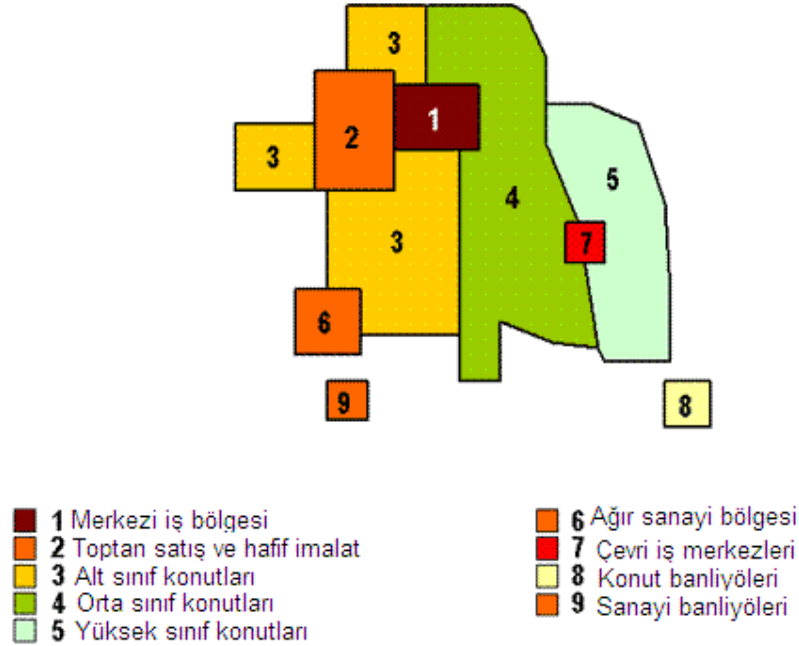 3
1
2
3
5
4
3
7
6
9
8
1 Merkezi iş bölgesi
2 Toptan satış ve hafif imalat
3 Alt sınıf konutları
4 Orta sınıf konutları
5 Yüksek sınıf konutları
6 Ağır sanayi bölgesi
7 Çevri iş merkezleri
8 Konut banliyöleri
9 Sanayi banliyöleri